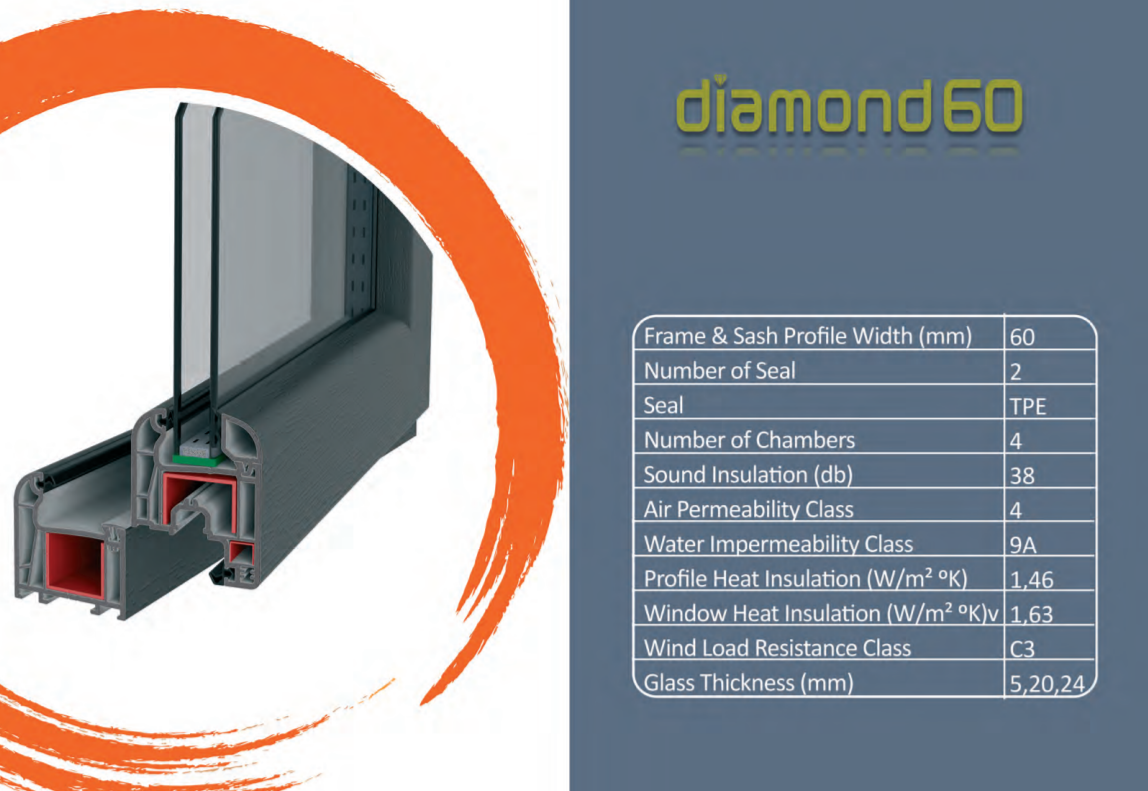 diamond60
Frame & Sash Profile Width (mm) 60
Number of Seal 2
Seal TPE
Number of Chambers 4
Sound Insulation (db) 38
Air Permeability Class 4
Water Impermeability Class 9A
Profile Heat Insulation (W/m² ºK) 1,46
Window Heat Insulation (W/m² ºK)v 1,63
Wind Load Resistance Class C3
Glass Thickness (mm) 5,20,24